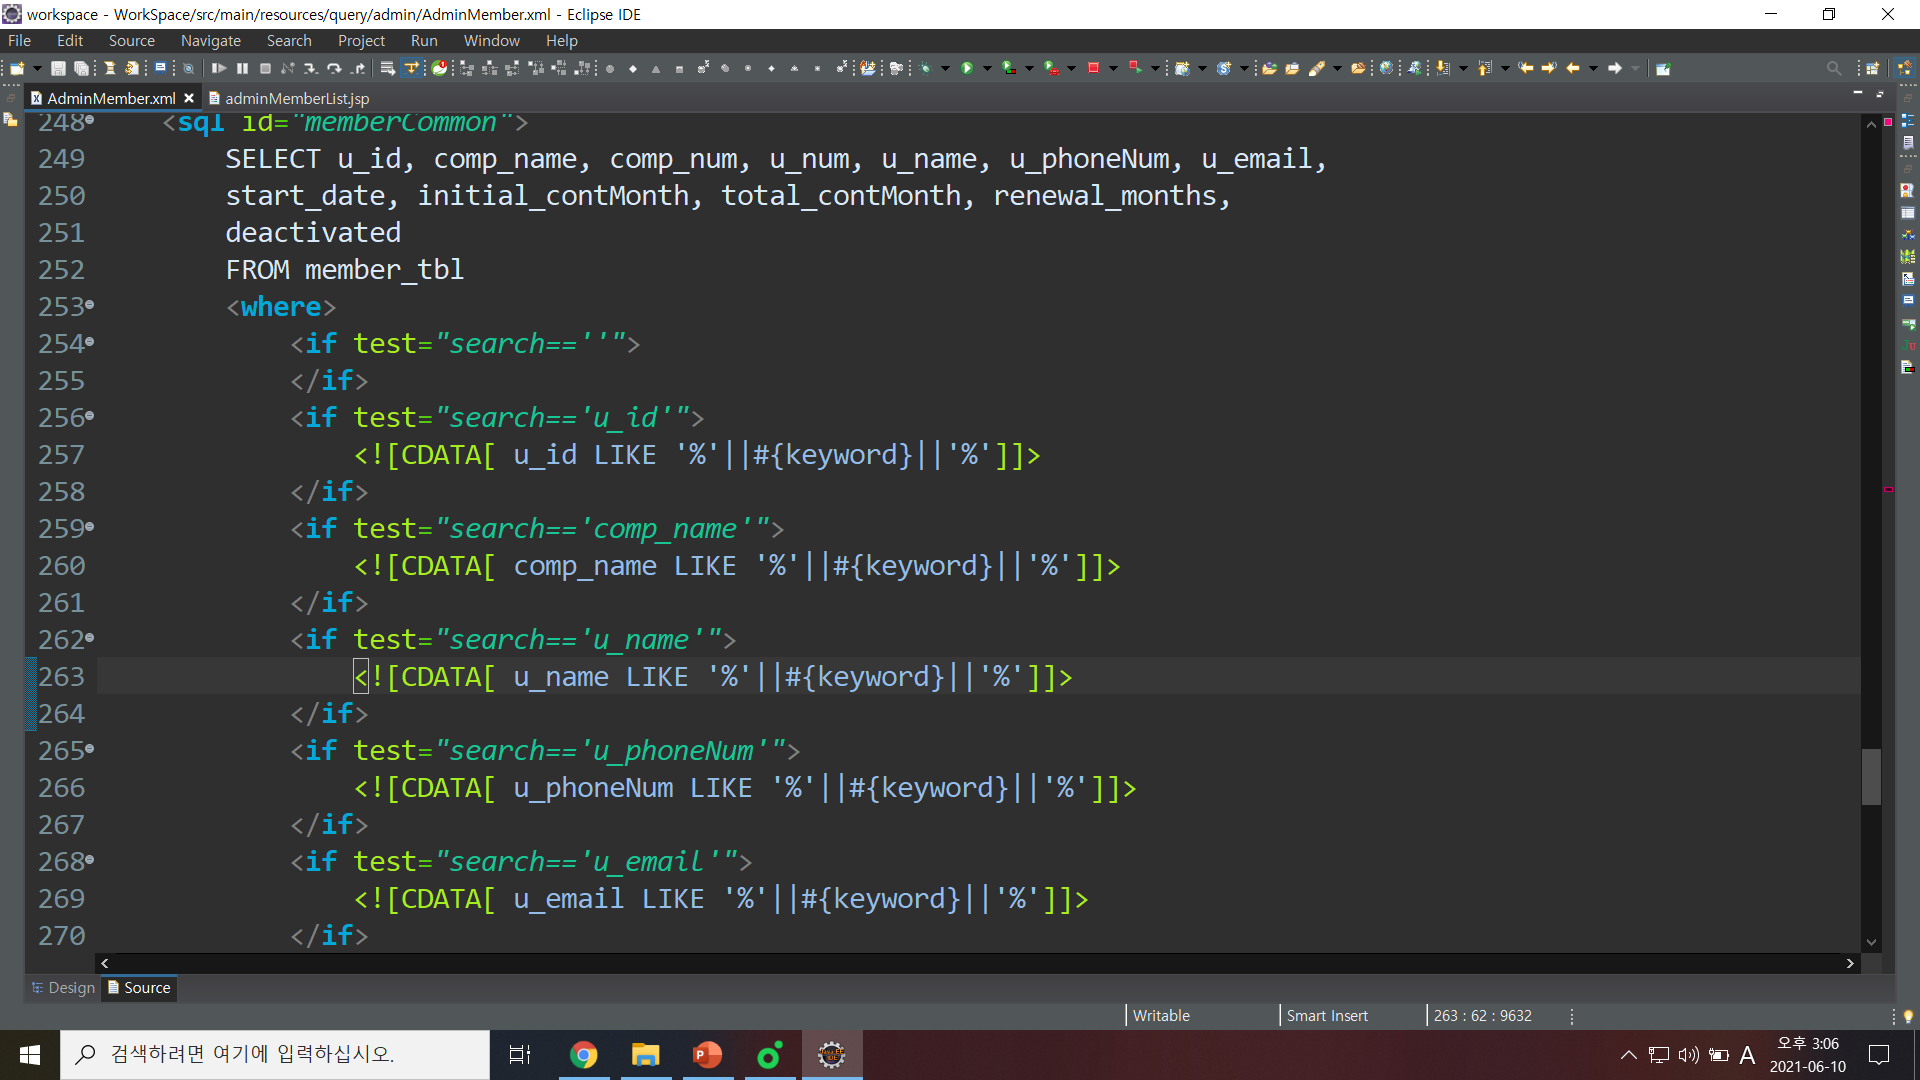 workspace - WorkSpace/src/main/resources/query/admin/AdminMember.xml - Eclipse IDE
File Edit Source Navigate Search Project Run Window Help
AdminMember.xml adminMemberList.jsp
248 <sql id="memberCommon">
249 SELECT u_id, comp_name, comp_num, u_num, u_name, u_phoneNum, u_email,
250 start_date, initial_contMonth, total_contMonth, renewal_months,
251 deactivated
252 FROM member_tbl
253 <where>
254 <if test="search==''">
255 </if>
256 <if test="search=='u_id'">
257 <![CDATA[ u_id LIKE '%'||#{keyword}||'%']]>
258 </if>
259 <if test="search=='comp_name'">
260 <![CDATA[ comp_name LIKE '%'||#{keyword}||'%']]>
261 </if>
262 <if test="search=='u_name'">
263 <![CDATA[ u_name LIKE '%'||#{keyword}||'%']]>
264 </if>
265 <if test="search=='u_phoneNum'">
266 <![CDATA[ u_phoneNum LIKE '%'||#{keyword}||'%']]>
267 </if>
268 <if test="search=='u_email'">
269 <![CDATA[ u_email LIKE '%'||#{keyword}||'%']]>
270 </if>
Design Source
Writable Smart Insert 263 : 62 : 9632
검색하려면 여기에 입력하십시오.
A
오후 3:06
2021-06-10